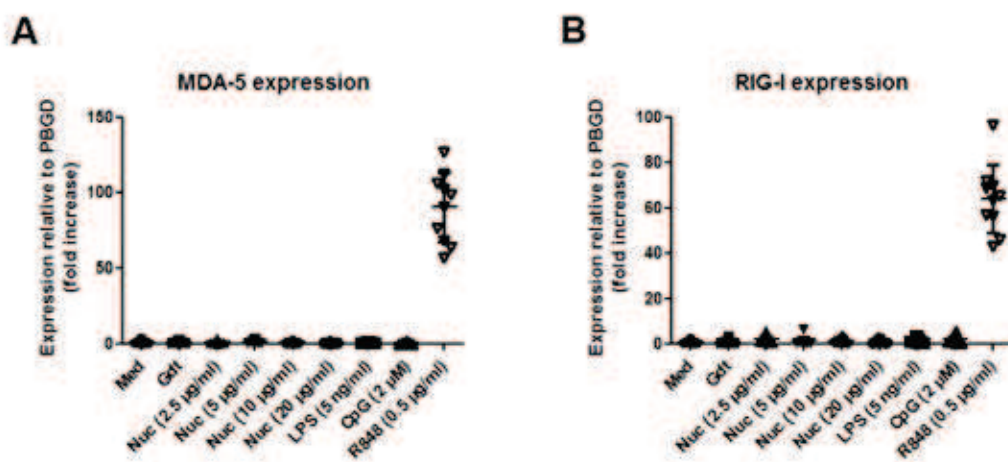 A
MDA-5 expression
Expression relative to PBGD
(fold increase)
150
100
50
0
Med
Gdt
Nuc (2.5 µg/ml)
Nuc (5 µg/ml)
Nuc (10 µg/ml)
Nuc (20 µg/ml)
LPS (5 ng/ml)
CpG (2 µM)
R848 (0.5 µg/ml)
B
RIG-I expression
Expression relative to PBGD
(fold increase)
100
80
60
40
20
0
Med
Gdt
Nuc (2.5 µg/ml)
Nuc (5 µg/ml)
Nuc (10 µg/ml)
Nuc (20 µg/ml)
LPS (5 ng/ml)
CpG (2 µM)
R848 (0.5 µg/ml)